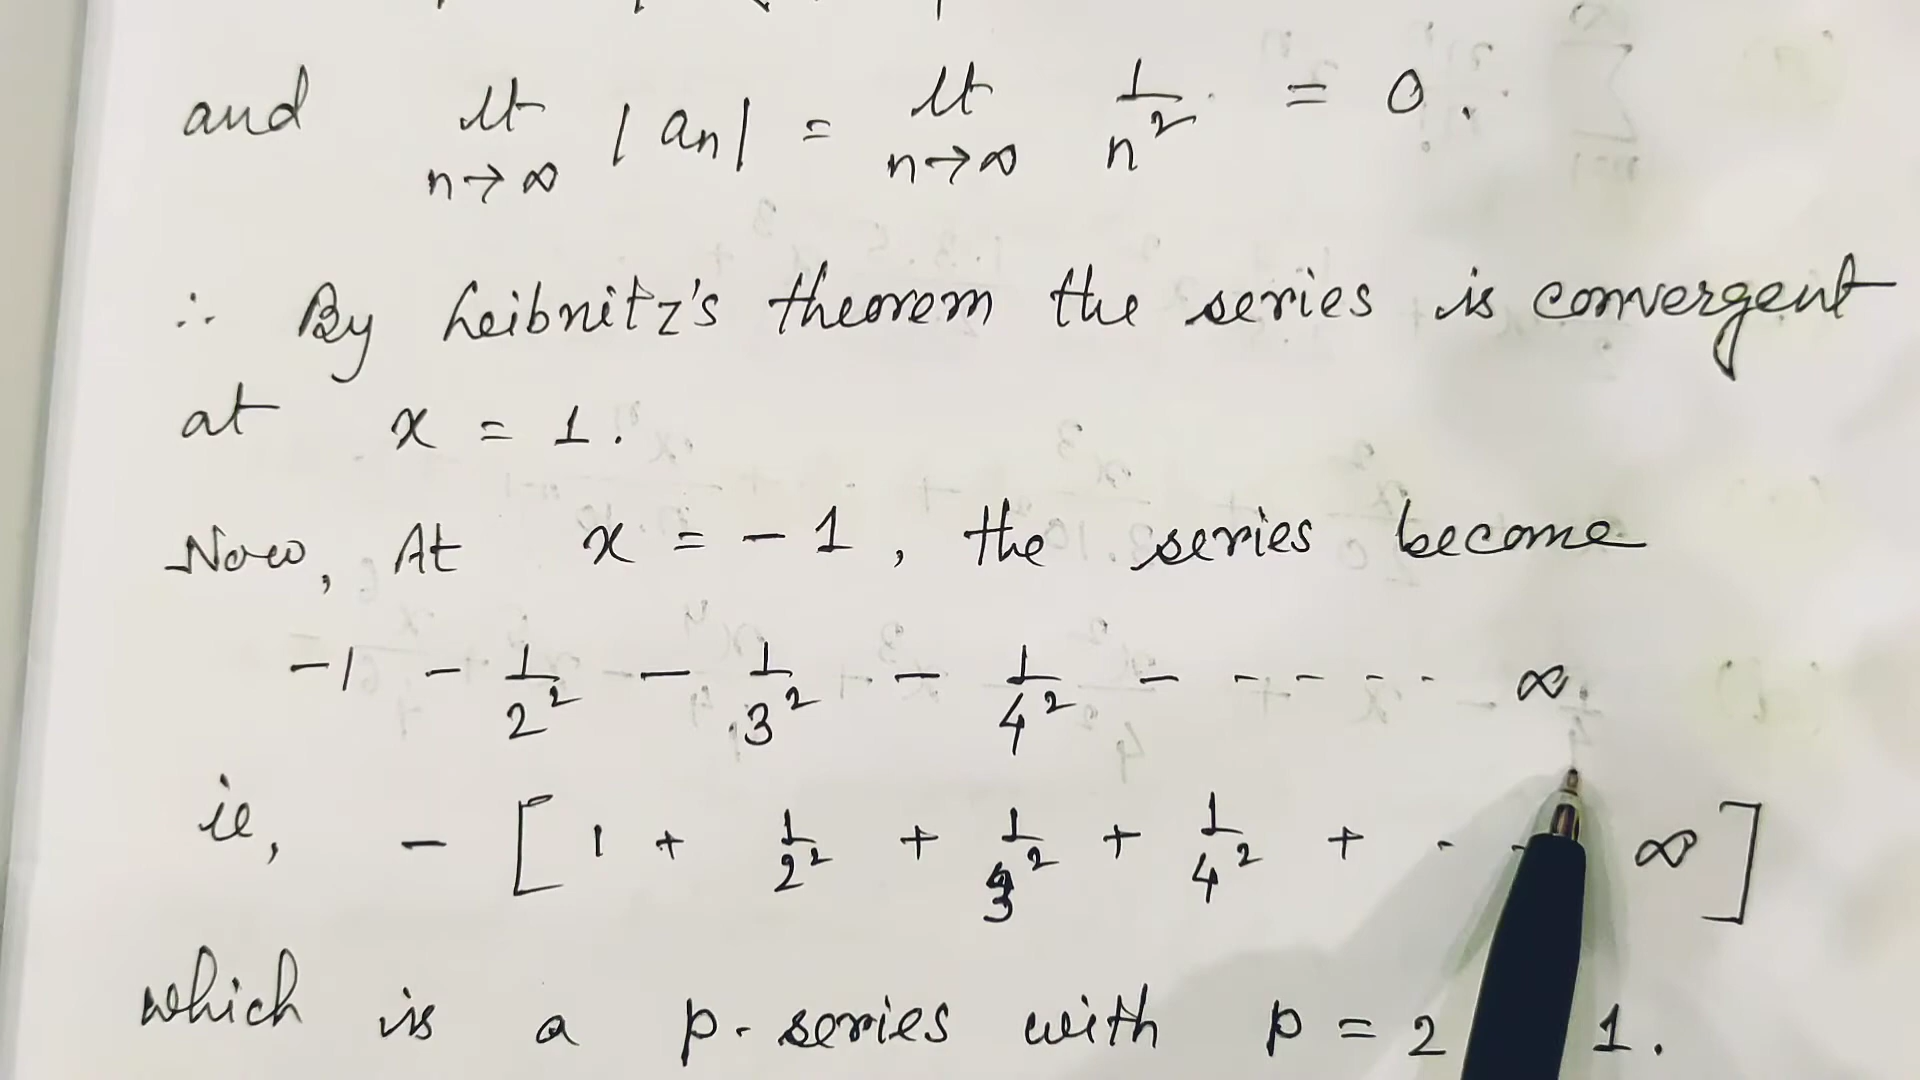 and lt n→∞ |an| = lt n→∞ 1/n² = 0.
∴ By Leibnitz's theorem the series is convergent
at x = 1.
Now, At x = -1, the series become
-1 - 1/2² - 1/3² - 1/4² - - - - - ∞
ie, - [ 1 + 1/2² + 1/3² + 1/4² + - - ∞ ]
which is a p-series with p = 2 1.